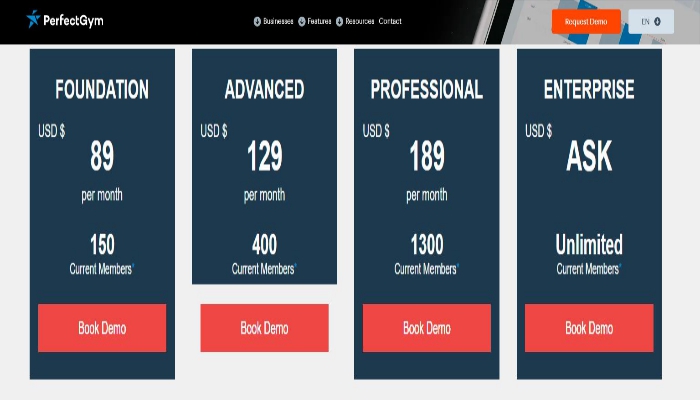 PerfectGym
Businesses Features Resources Contact
Request Demo
EN
FOUNDATION
USD $
89
per month
150
Current Members*
Book Demo
ADVANCED
USD $
129
per month
400
Current Members*
Book Demo
PROFESSIONAL
USD $
189
per month
1300
Current Members*
Book Demo
ENTERPRISE
USD $
ASK
Unlimited
Current Members*
Book Demo